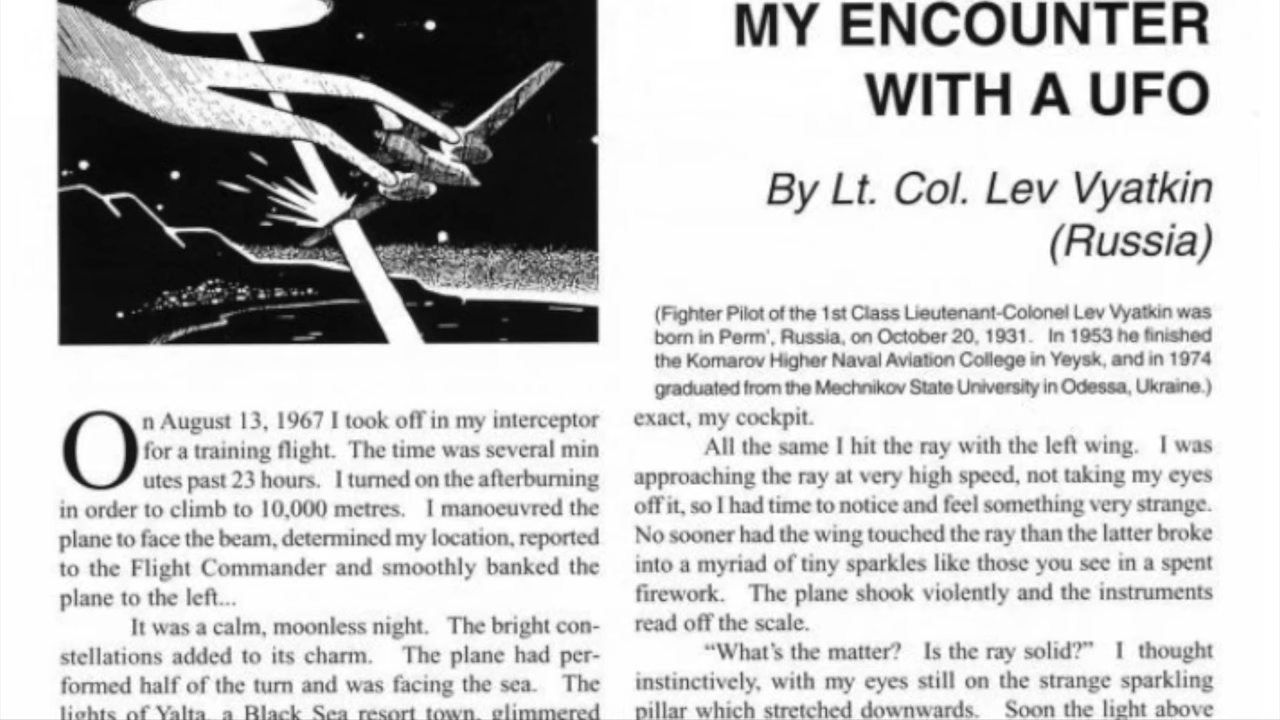 MY ENCOUNTER
WITH A UFO
By Lt. Col. Lev Vyatkin
(Russia)
(Fighter Pilot of the 1st Class Lieutenant-Colonel Lev Vyatkin was
born in Perm', Russia, on October 20, 1931. In 1953 he finished
the Komarov Higher Naval Aviation College in Yeysk, and in 1974
graduated from the Mechnikov State University in Odessa, Ukraine.)
On August 13, 1967 I took off in my interceptor
for a training flight. The time was several min
utes past 23 hours. I turned on the afterburning
in order to climb to 10,000 metres. I manoeuvred the
plane to face the beam, determined my location, reported
to the Flight Commander and smoothly banked the
plane to the left...
It was a calm, moonless night. The bright con-
stellations added to its charm. The plane had per-
formed half of the turn and was facing the sea. The
lights of Yalta, a Black Sea resort town, glimmered
exact, my cockpit.
All the same I hit the ray with the left wing. I was
approaching the ray at very high speed, not taking my eyes
off it, so I had time to notice and feel something very strange.
No sooner had the wing touched the ray than the latter broke
into a myriad of tiny sparkles like those you see in a spent
firework. The plane shook violently and the instruments
read off the scale.
“What's the matter? Is the ray solid?” I thought
instinctively, with my eyes still on the strange sparkling
pillar which stretched downwards. Soon the light above